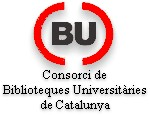 BU
Consorci de
Biblioteques Universitàries
de Catalunya